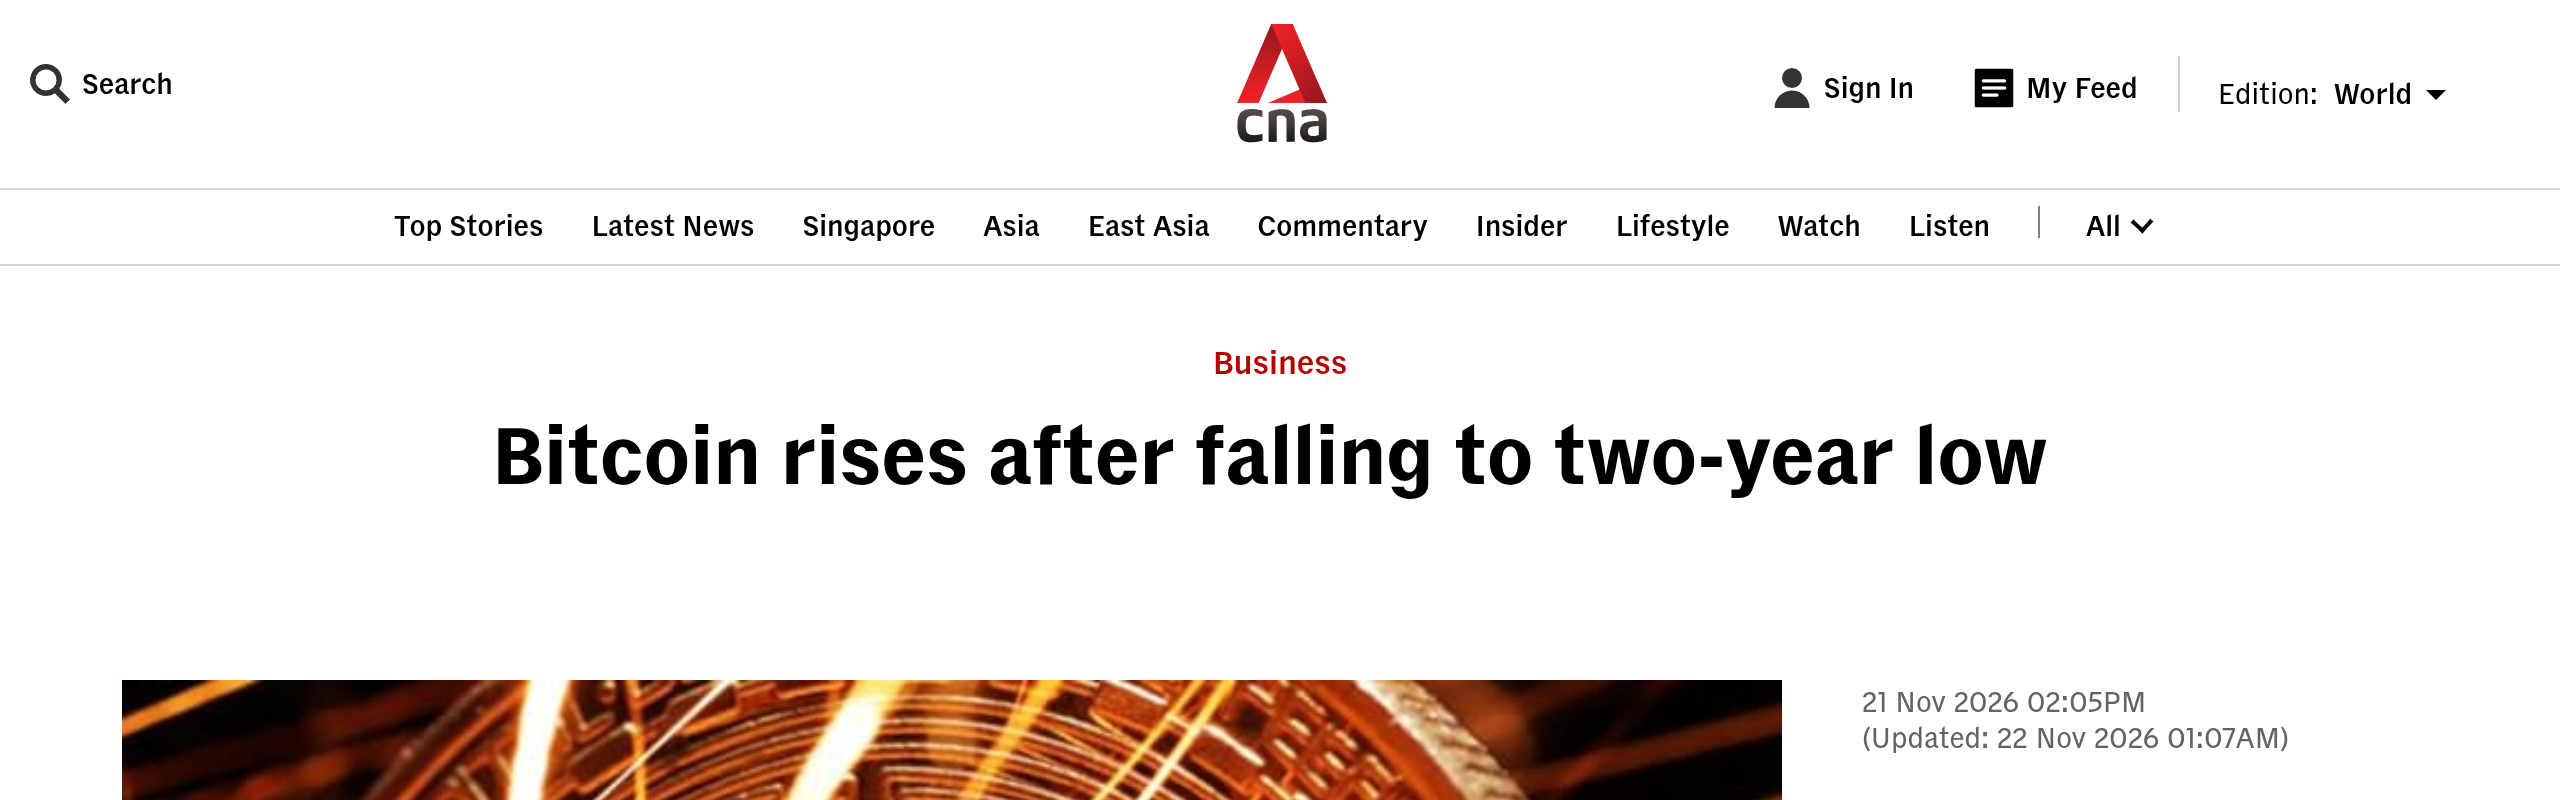 Search
cna
Sign In
My Feed
Edition: World
Top Stories
Latest News
Singapore
Asia
East Asia
Commentary
Insider
Lifestyle
Watch
Listen
All
Business
Bitcoin rises after falling to two-year low
21 Nov 2026 02:05PM
(Updated: 22 Nov 2026 01:07AM)